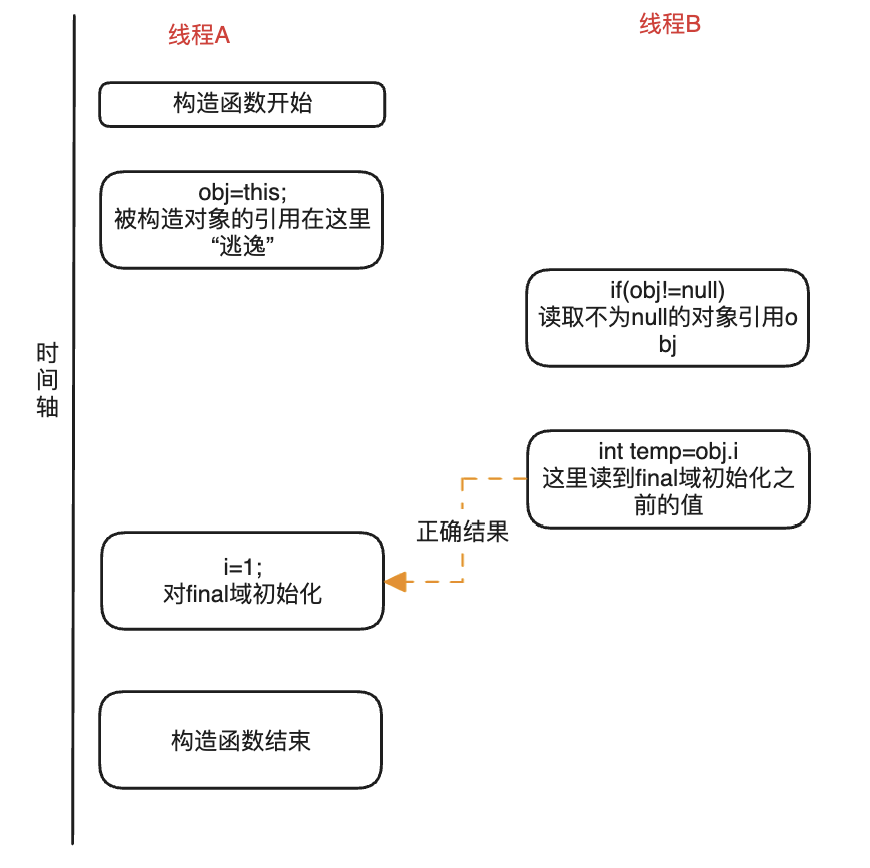 线程A
线程B
构造函数开始
obj=this;
被构造对象的引用在这里
“逃逸”
if(obj!=null)
读取不为null的对象引用o
bj
时
间
轴
int temp=obj.i
这里读到final域初始化之
前的值
正确结果
i=1;
对final域初始化
构造函数结束